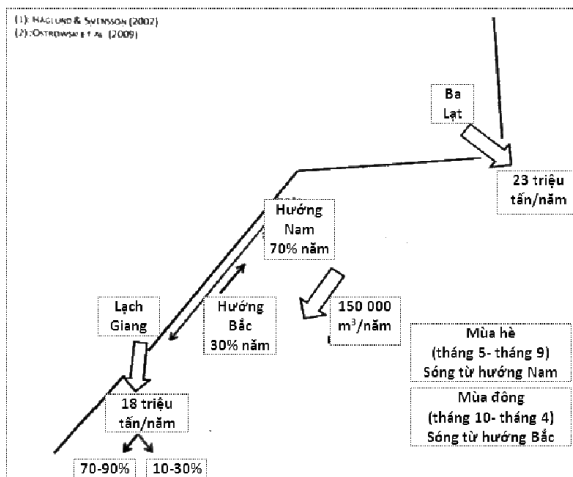 (1): HAGLUND & SVENSSON (2002)
(2): OSTROWSKI ET AL. (2009)
Ba
Lạt
23 triệu
tấn/năm
Hướng
Nam
70% năm
Lạch
Giang
Hướng
Bắc
30% năm
150 000
m³/năm
Mùa hè
(tháng 5- tháng 9)
Sóng từ hướng Nam
Mùa đông
(tháng 10- tháng 4)
Sóng từ hướng Bắc
18 triệu
tấn/năm
70-90%
10-30%